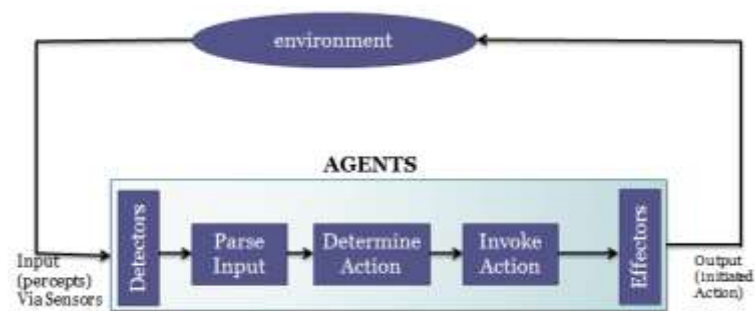 environment
AGENTS
Detectors
Parse
Input
Determine
Action
Invoke
Action
Effectors
Input
(percepts)
Via Sensors
Output
(initiated
Action)